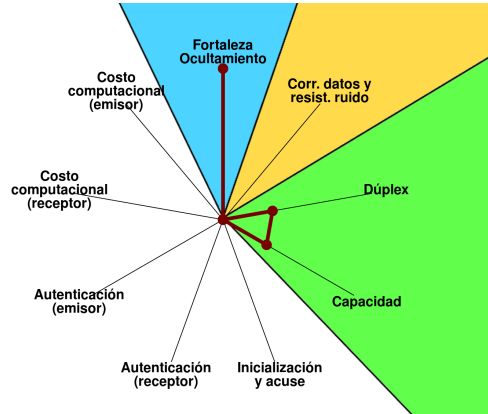 Fortaleza
Ocultamiento
Costo
computacional
(emisor)
Corr. datos y
resist. ruido
Costo
computacional
(receptor)
Dúplex
Autenticación
(emisor)
Capacidad
Autenticación
(receptor)
Inicialización
y acuse